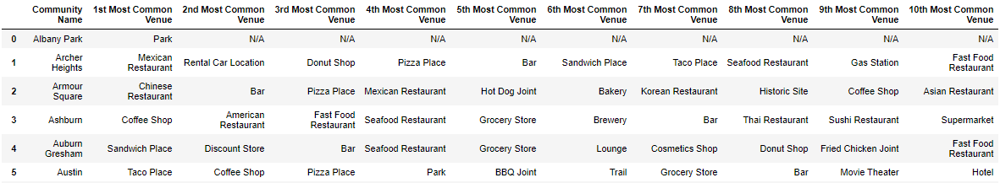 Community Name 1st Most Common Venue 2nd Most Common Venue 3rd Most Common Venue 4th Most Common Venue 5th Most Common Venue 6th Most Common Venue 7th Most Common Venue 8th Most Common Venue 9th Most Common Venue 10th Most Common Venue
0 Albany Park Park N/A N/A N/A N/A N/A N/A N/A N/A N/A
1 Archer Heights Mexican Restaurant Rental Car Location Donut Shop Pizza Place Bar Sandwich Place Taco Place Seafood Restaurant Gas Station Fast Food Restaurant
2 Armour Square Chinese Restaurant Bar Pizza Place Mexican Restaurant Hot Dog Joint Bakery Korean Restaurant Historic Site Coffee Shop Asian Restaurant
3 Ashburn Coffee Shop American Restaurant Fast Food Restaurant Seafood Restaurant Grocery Store Brewery Bar Thai Restaurant Sushi Restaurant Supermarket
4 Auburn Gresham Sandwich Place Discount Store Bar Seafood Restaurant Grocery Store Lounge Cosmetics Shop Donut Shop Fried Chicken Joint Fast Food Restaurant
5 Austin Taco Place Coffee Shop Pizza Place Park BBQ Joint Trail Grocery Store Bar Movie Theater Hotel